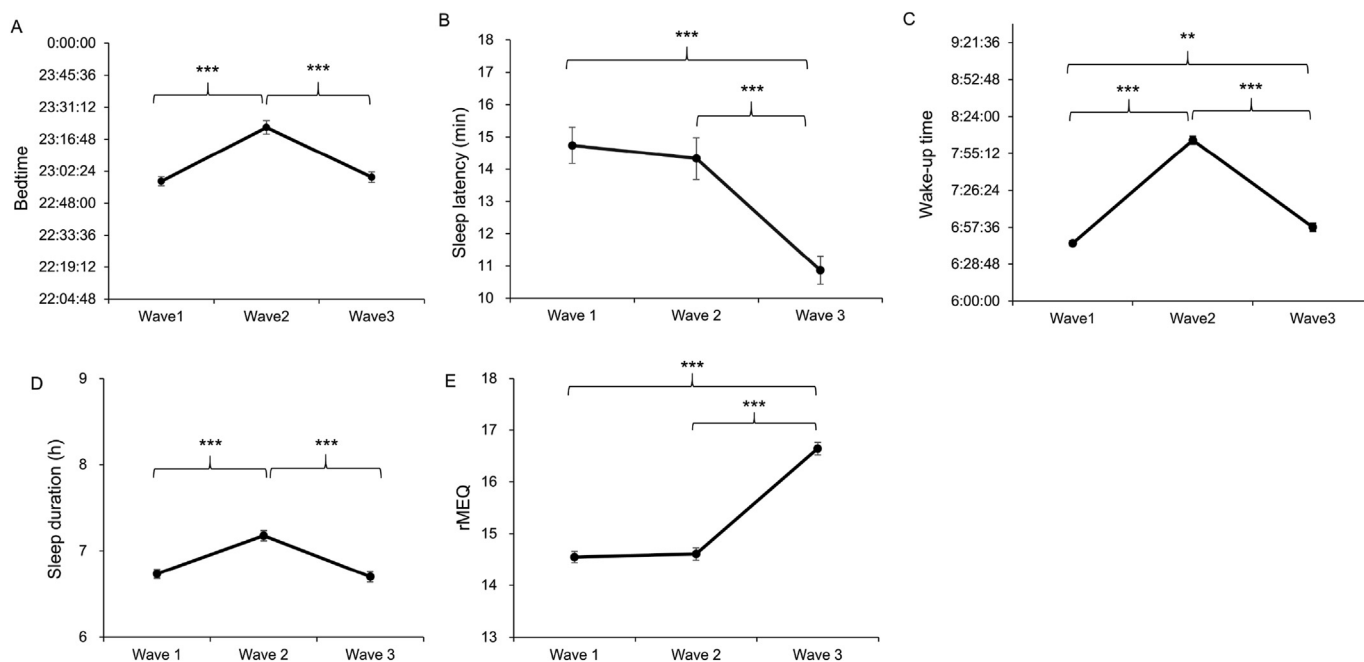 A
0:00:00
23:45:36
23:31:12
23:16:48
23:02:24
22:48:00
22:33:36
22:19:12
22:04:48
Bedtime
***
***
Wave1
Wave2
Wave3
B
18
17
16
15
14
13
12
11
10
Sleep latency (min)
***
***
Wave 1
Wave 2
Wave 3
C
9:21:36
8:52:48
8:24:00
7:55:12
7:26:24
6:57:36
6:28:48
6:00:00
Wake-up time
**
***
***
Wave1
Wave2
Wave3
D
9
8
7
6
Sleep duration (h)
***
***
Wave 1
Wave 2
Wave 3
E
18
17
16
15
14
13
rMEQ
***
***
Wave 1
Wave 2
Wave 3